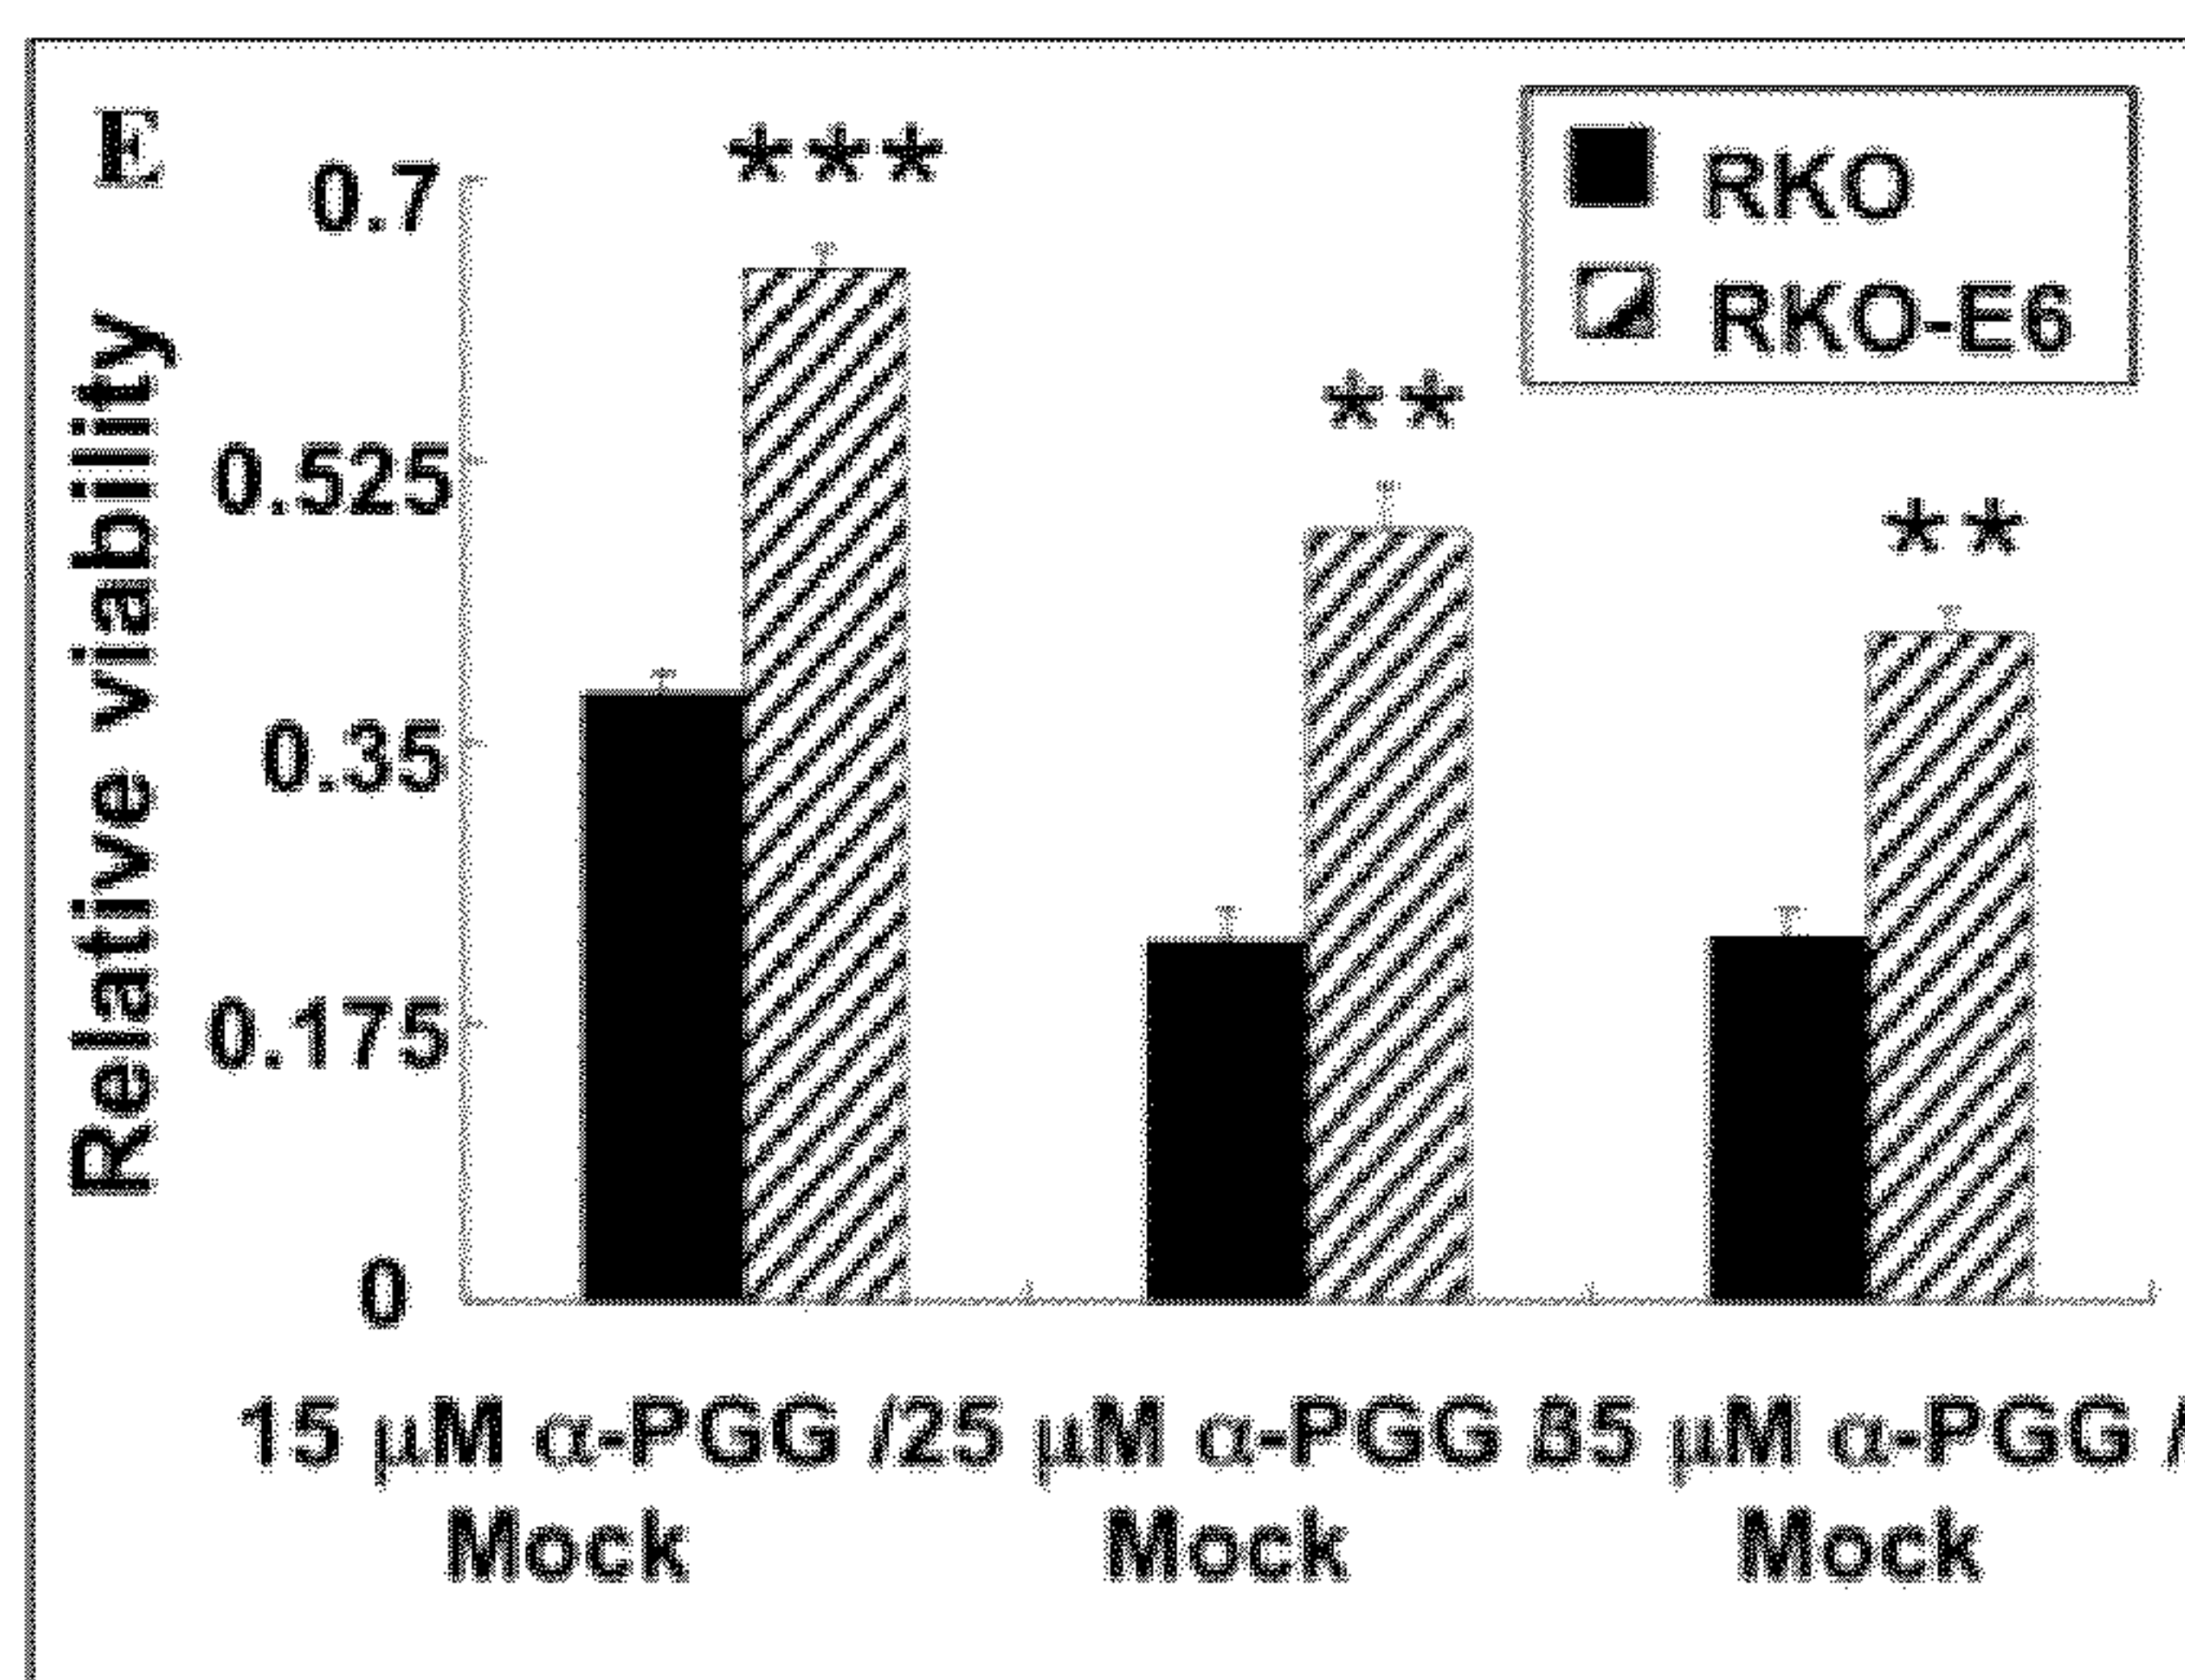 E
0.7
0.525
0.35
0.175
0
Relative viability
***
**
**
RKO
RKO-E6
15 μM α-PGG /25 μM α-PGG /35 μM α-PGG /
Mock Mock Mock